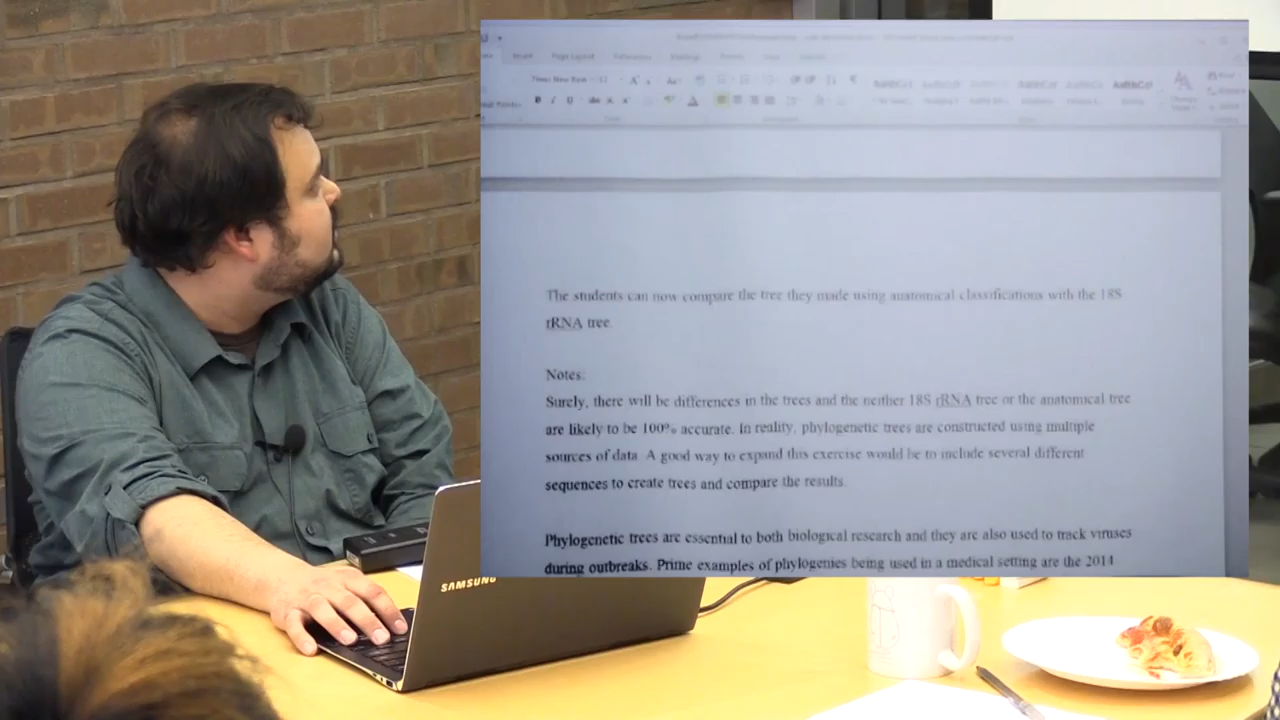 Page Layout
The students can now compare the tree they made using anatomical classifications with the 18S
rRNA tree.
Notes:
Surely, there will be differences in the trees and the neither 18S rRNA tree or the anatomical tree
are likely to be 100% accurate. In reality, phylogenetic trees are constructed using multiple
sources of data. A good way to expand this exercise would be to include several different
sequences to create trees and compare the results.
Phylogenetic trees are essential to both biological research and they are also used to track viruses
during outbreaks. Prime examples of phylogenies being used in a medical setting are the 2014
SAMSUNG